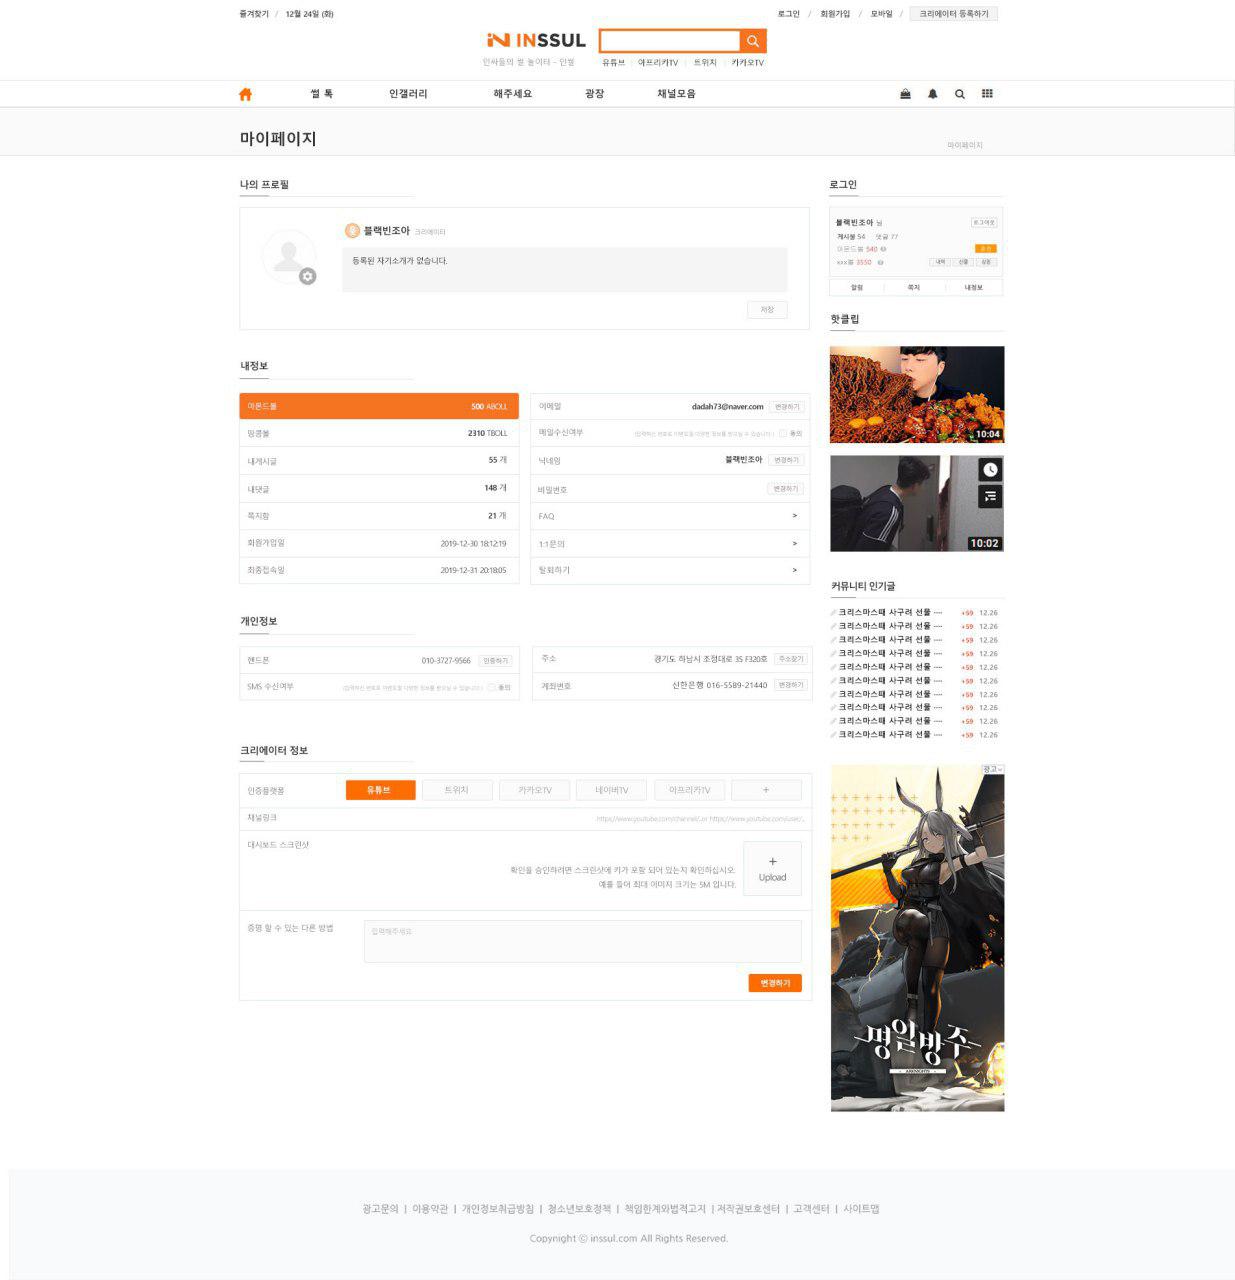 즐겨찾기 / 12월 24일 (화)
로그인 / 회원가입 / 모바일 / 크리에이터 등록하기
INSSUL
인싸들의 썰 놀이터 - 인썰
유튜브 | 아프리카TV | 트위치 | 카카오TV
썰 톡 인갤러리 해주세요 광장 채널모음
마이페이지
마이페이지
나의 프로필
블랙빈조아 크리에이터
등록된 자기소개가 없습니다.
저장
내정보
아몬드볼 500 ABOLL
땅콩볼 2310 TBOLL
내게시글 55 개
내댓글 148 개
쪽지함 21 개
회원가입일 2019-12-30 18:12:19
최종접속일 2019-12-31 20:18:05
이메일 dadah73@naver.com 변경하기
메일수신여부 동의
닉네임 블랙빈조아 변경하기
비밀번호 변경하기
FAQ >
1:1문의 >
탈퇴하기 >
개인정보
핸드폰 010-3727-9566 인증하기
SMS 수신여부 동의
주소 경기도 하남시 조정대로 35 F320호 주소찾기
계좌번호 신한은행 016-5589-21440 변경하기
크리에이터 정보
인증플랫폼 유튜브 트위치 카카오TV 네이버TV 아프리카TV +
채널링크 https://www.youtube.com/channel/..or https://www.youtube.com/user/..
대시보드 스크린샷
확인을 승인하려면 스크린샷에 키가 포함 되어 있는지 확인하십시오.
예를 들어 최대 이미지 크기는 5M 입니다.
+
Upload
증명 할 수 있는 다른 방법
입력해주세요
변경하기
로그인
블랙빈조아 님 로그아웃
게시물 54 댓글 77
아몬드볼 540 충전
xxx볼 3550 내역 선물 상점
알림 쪽지 내정보
핫클립
10:04
10:02
커뮤니티 인기글
크리스마스때 사구려 선물 ···· +59 12.26
크리스마스때 사구려 선물 ···· +59 12.26
크리스마스때 사구려 선물 ···· +59 12.26
크리스마스때 사구려 선물 ···· +59 12.26
크리스마스때 사구려 선물 ···· +59 12.26
크리스마스때 사구려 선물 ···· +59 12.26
크리스마스때 사구려 선물 ···· +59 12.26
크리스마스때 사구려 선물 ···· +59 12.26
크리스마스때 사구려 선물 ···· +59 12.26
크리스마스때 사구려 선물 ···· +59 12.26
광고
명일방주
ARKNIGHTS
광고문의 | 이용약관 | 개인정보취급방침 | 청소년보호정책 | 책임한계와법적고지 | 저작권보호센터 | 고객센터 | 사이트맵
Copynight ⓒ inssul.com All Rights Reserved.